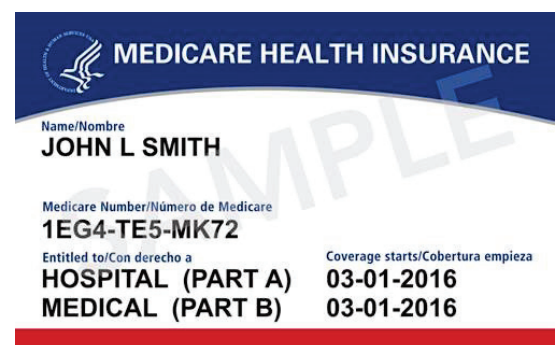 MEDICARE HEALTH INSURANCE
Name/Nombre
JOHN L SMITH
Medicare Number/Número de Medicare
1EG4-TE5-MK72
Entitled to/Con derecho a
Coverage starts/Cobertura empieza
HOSPITAL (PART A) 03-01-2016
MEDICAL (PART B) 03-01-2016
SAMPLE